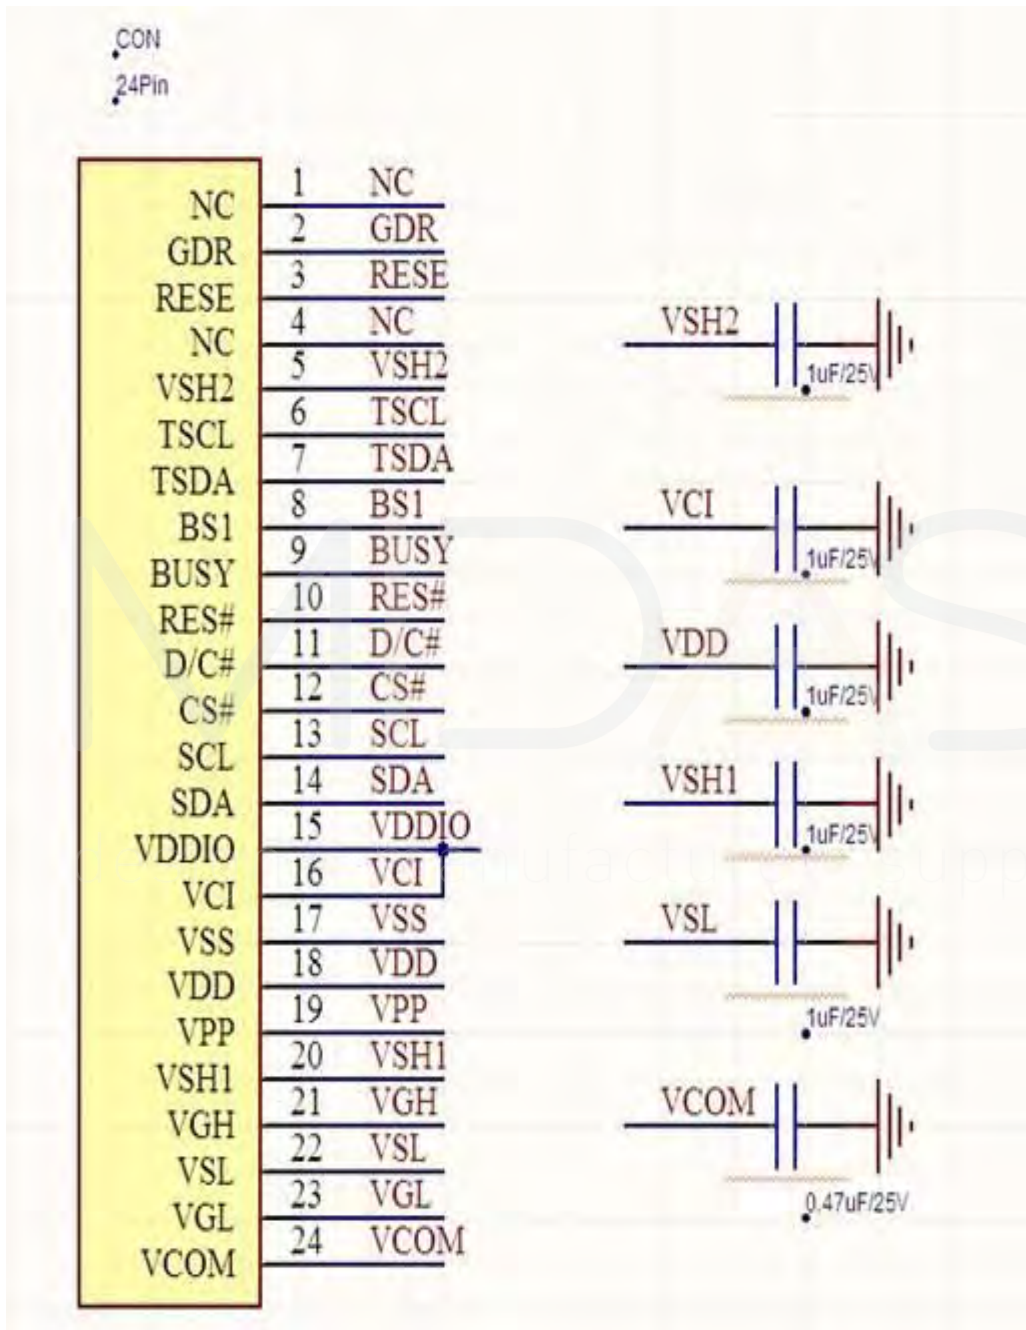 CON
24Pin
NC 1 NC
GDR 2 GDR
RESE 3 RESE
NC 4 NC
VSH2 5 VSH2
TSCL 6 TSCL
TSDA 7 TSDA
BS1 8 BS1
BUSY 9 BUSY
RES# 10 RES#
D/C# 11 D/C#
CS# 12 CS#
SCL 13 SCL
SDA 14 SDA
VDDIO 15 VDDIO
VCI 16 VCI
VSS 17 VSS
VDD 18 VDD
VPP 19 VPP
VSH1 20 VSH1
VGH 21 VGH
VSL 22 VSL
VGL 23 VGL
VCOM 24 VCOM
VSH2
1uF/25V
VCI
1uF/25V
VDD
1uF/25V
VSH1
1uF/25V
VSL
1uF/25V
VCOM
0.47uF/25V
MDAS